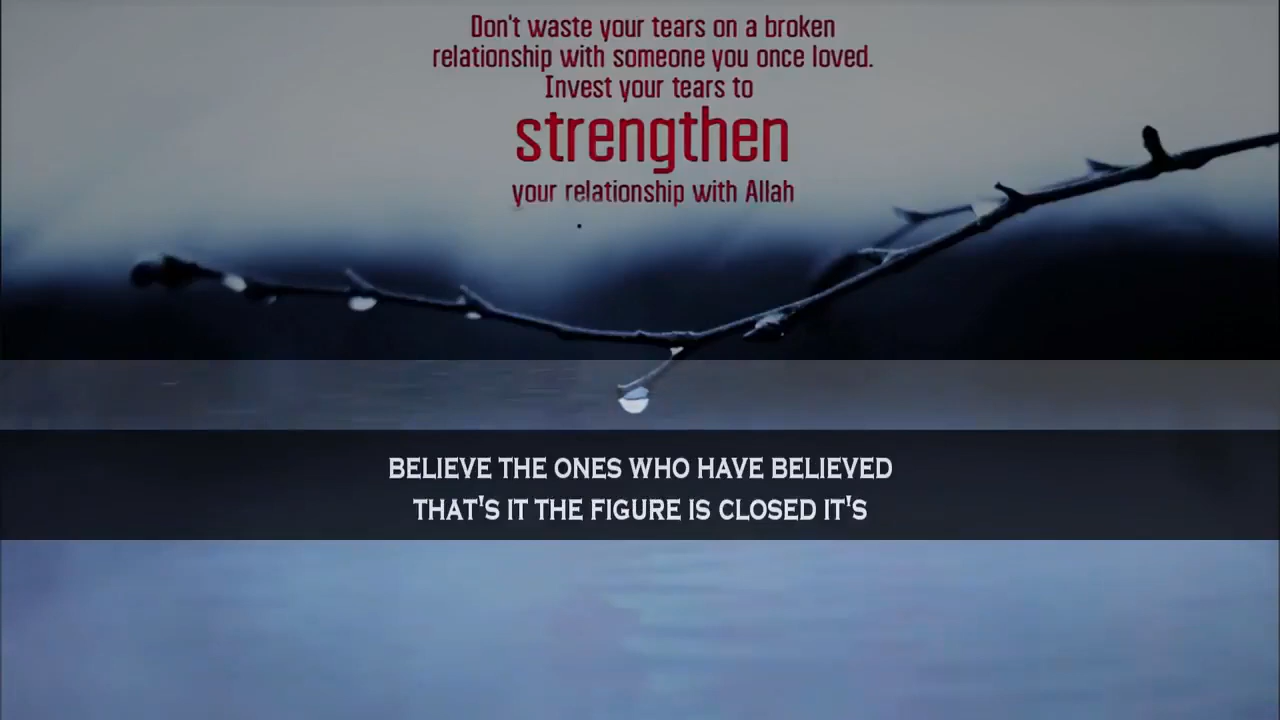 Don't waste your tears on a broken
relationship with someone you once loved.
Invest your tears to
strengthen
your relationship with Allah
BELIEVE THE ONES WHO HAVE BELIEVED
THAT'S IT THE FIGURE IS CLOSED IT'S